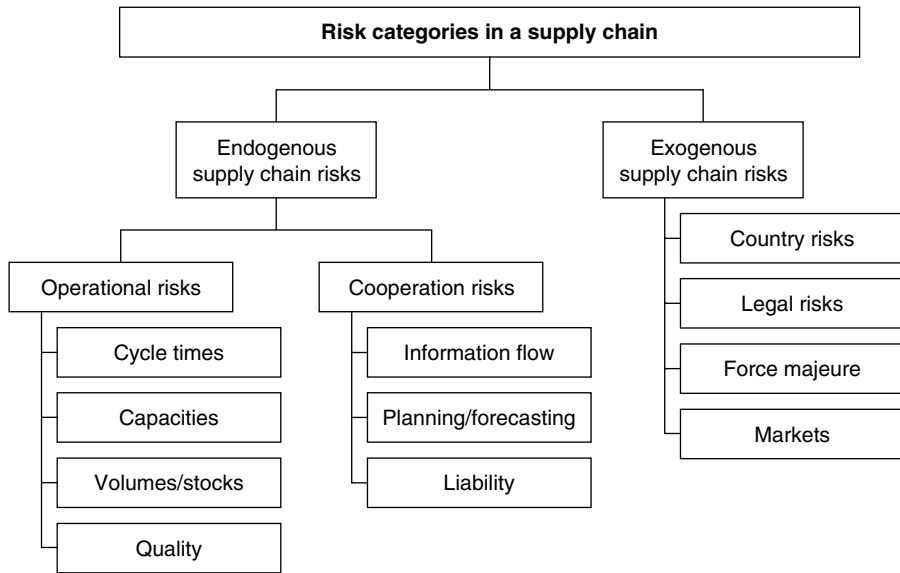 Risk categories in a supply chain
Endogenous
supply chain risks
Exogenous
supply chain risks
Operational risks
Cycle times
Capacities
Volumes/stocks
Quality
Cooperation risks
Information flow
Planning/forecasting
Liability
Country risks
Legal risks
Force majeure
Markets